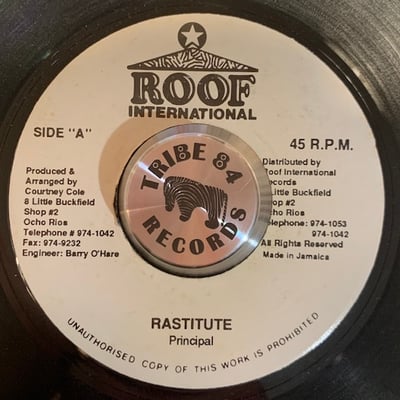 ROOF
INTERNATIONAL
SIDE "A"
45 R.P.M.
Produced &
Arranged by
Courtney Cole
8 Little Buckfield
Shop #2
Ocho Rios
Telephone # 974-1042
Fax: 974-9232
Engineer: Barry O'Hare
TRIBE 84
RECORDS
Distributed by
Roof International
Records
Little Buckfield
op #2
Ocho Rios
elephone: 974-1053
974-1042
All Rights Reserved
Made in Jamaica
RASTITUTE
Principal
UNAUTHORISED COPY OF THIS WORK IS PROHIBITED